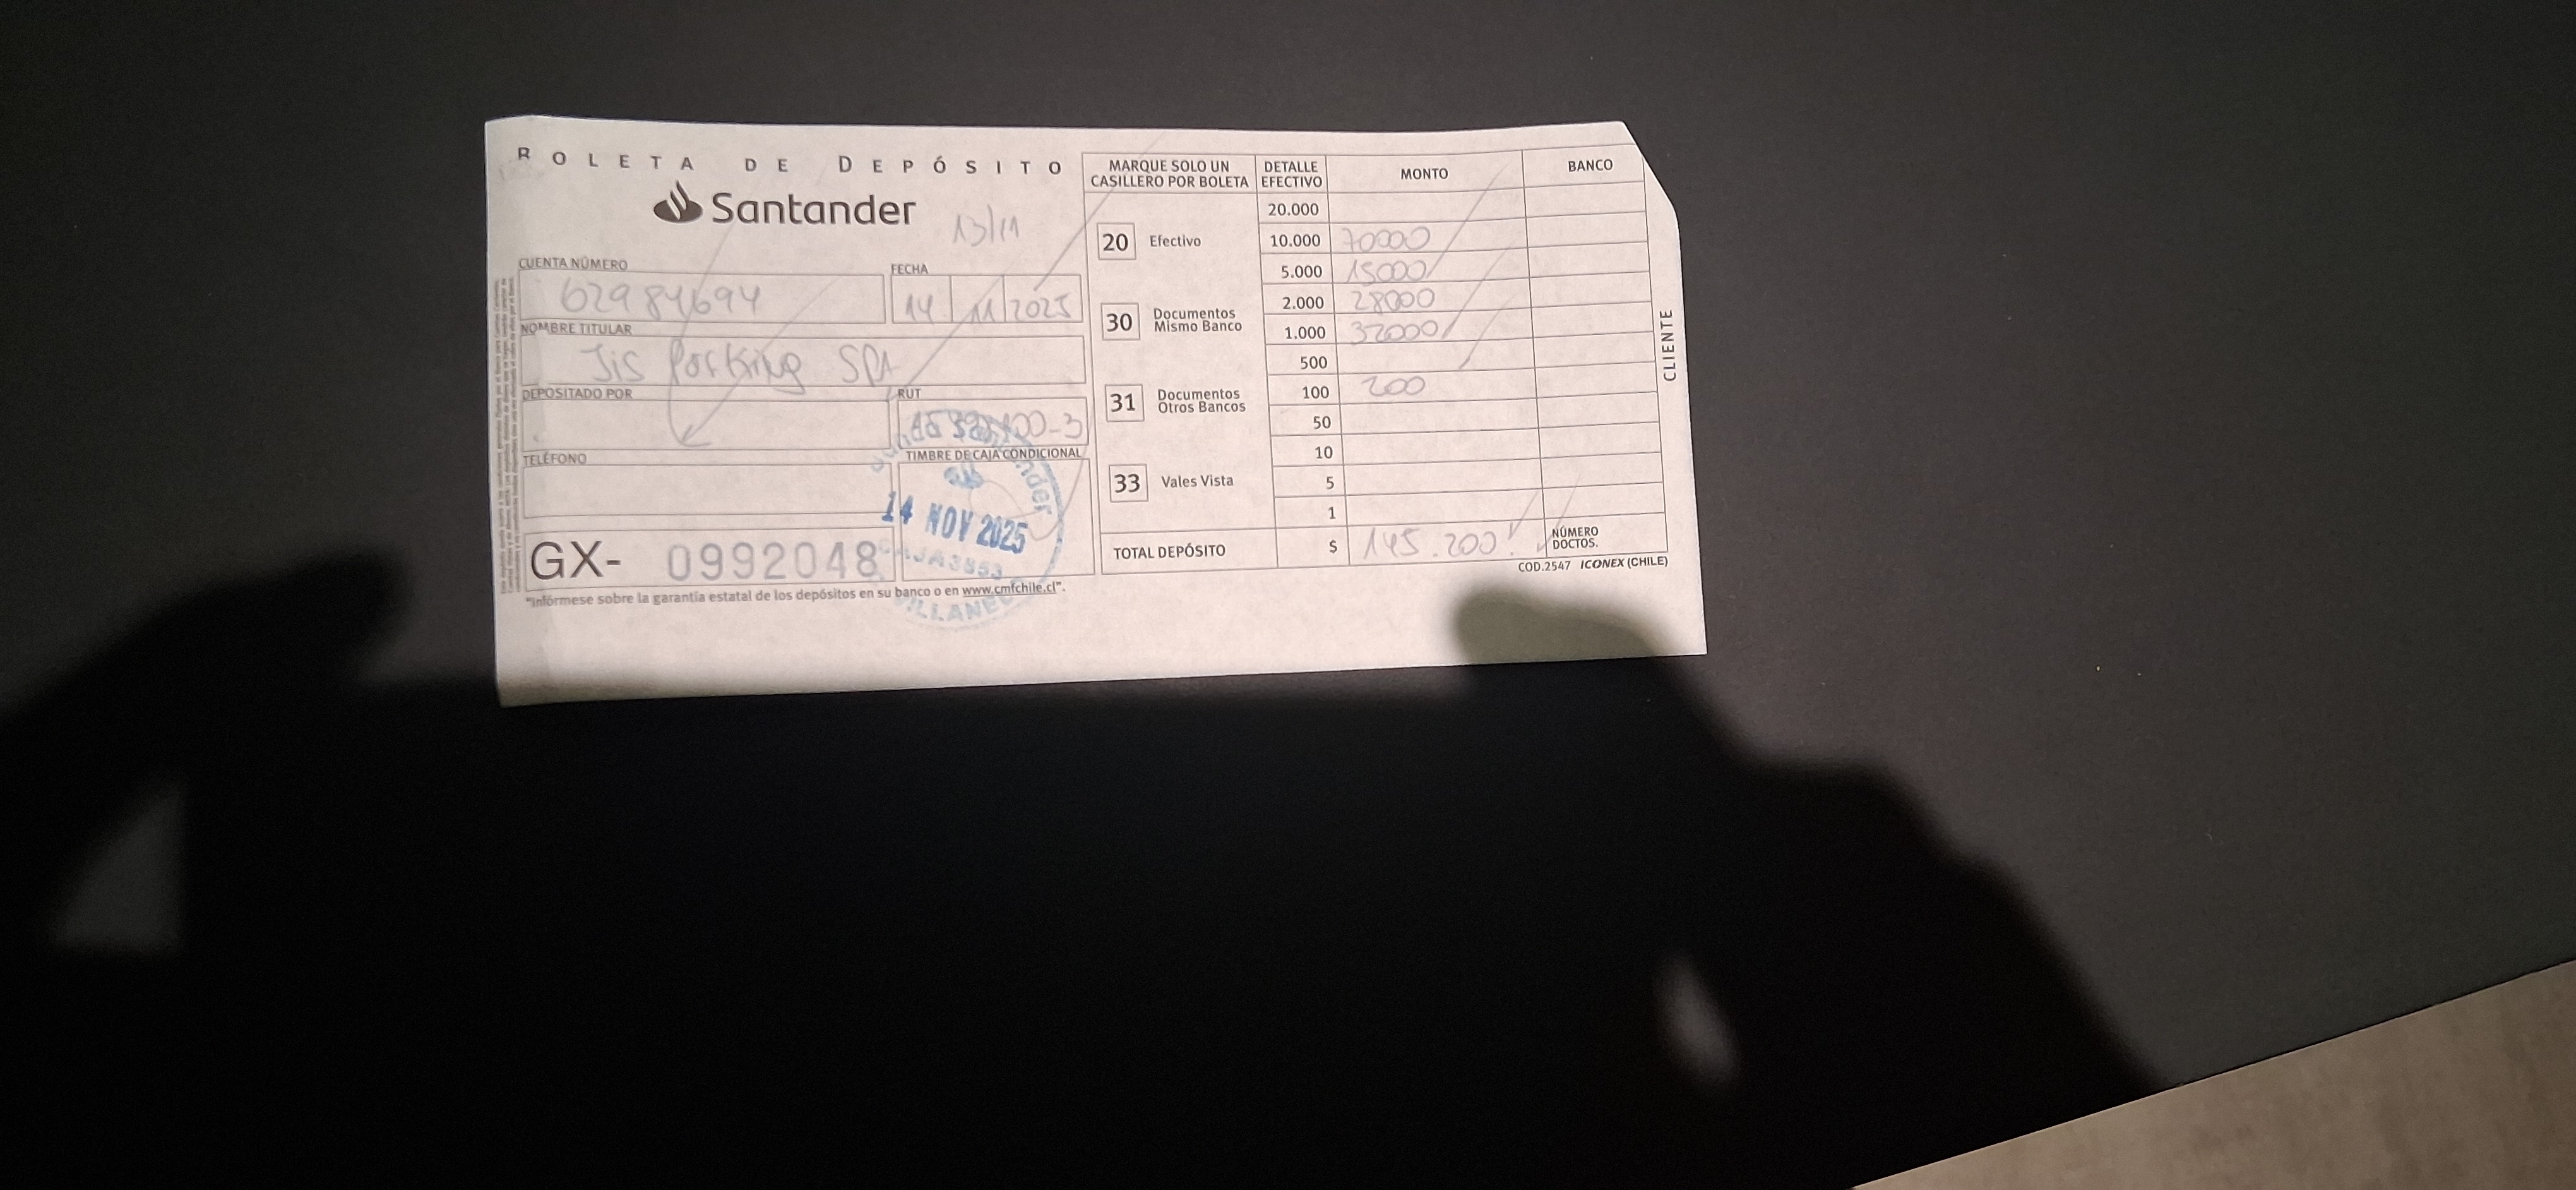 BOLETA DE DEPÓSITO
Santander
13/11
CUENTA NÚMERO
62984694
FECHA
14 11 2025
NOMBRE TITULAR
Jis Parking SPA
DEPOSITADO POR
RUT
TELÉFONO
TIMBRE DE CAJA CONDICIONAL
14 NOV 2025
GX- 0992048
"Infórmese sobre la garantía estatal de los depósitos en su banco o en www.cmfchile.cl".
MARQUE SOLO UN CASILLERO POR BOLETA
20 Efectivo
30 Documentos Mismo Banco
31 Documentos Otros Bancos
33 Vales Vista
DETALLE EFECTIVO MONTO BANCO
20.000
10.000 70000
5.000 15000
2.000 28000
1.000 32000
500
100 200
50
10
5
1
TOTAL DEPÓSITO $ 145.200.
NÚMERO DOCTOS.
COD.2547 ICONEX (CHILE)
CLIENTE